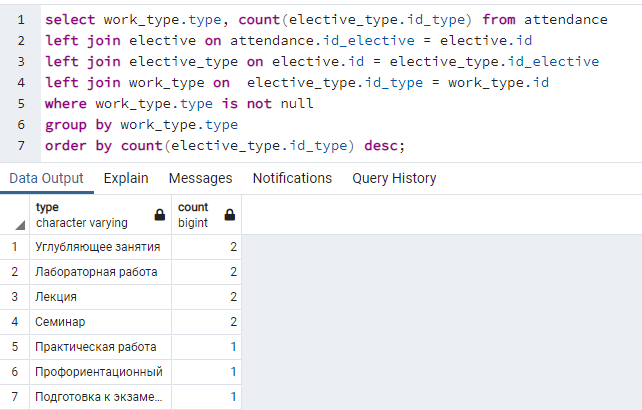 1 select work_type.type, count(elective_type.id_type) from attendance
2 left join elective on attendance.id_elective = elective.id
3 left join elective_type on elective.id = elective_type.id_elective
4 left join work_type on  elective_type.id_type = work_type.id
5 where work_type.type is not null
6 group by work_type.type
7 order by count(elective_type.id_type) desc;
Data Output Explain Messages Notifications Query History
type count
character varying bigint
1 Углубляющее занятия 2
2 Лабораторная работа 2
3 Лекция 2
4 Семинар 2
5 Практическая работа 1
6 Профориентационный 1
7 Подготовка к экзаме... 1